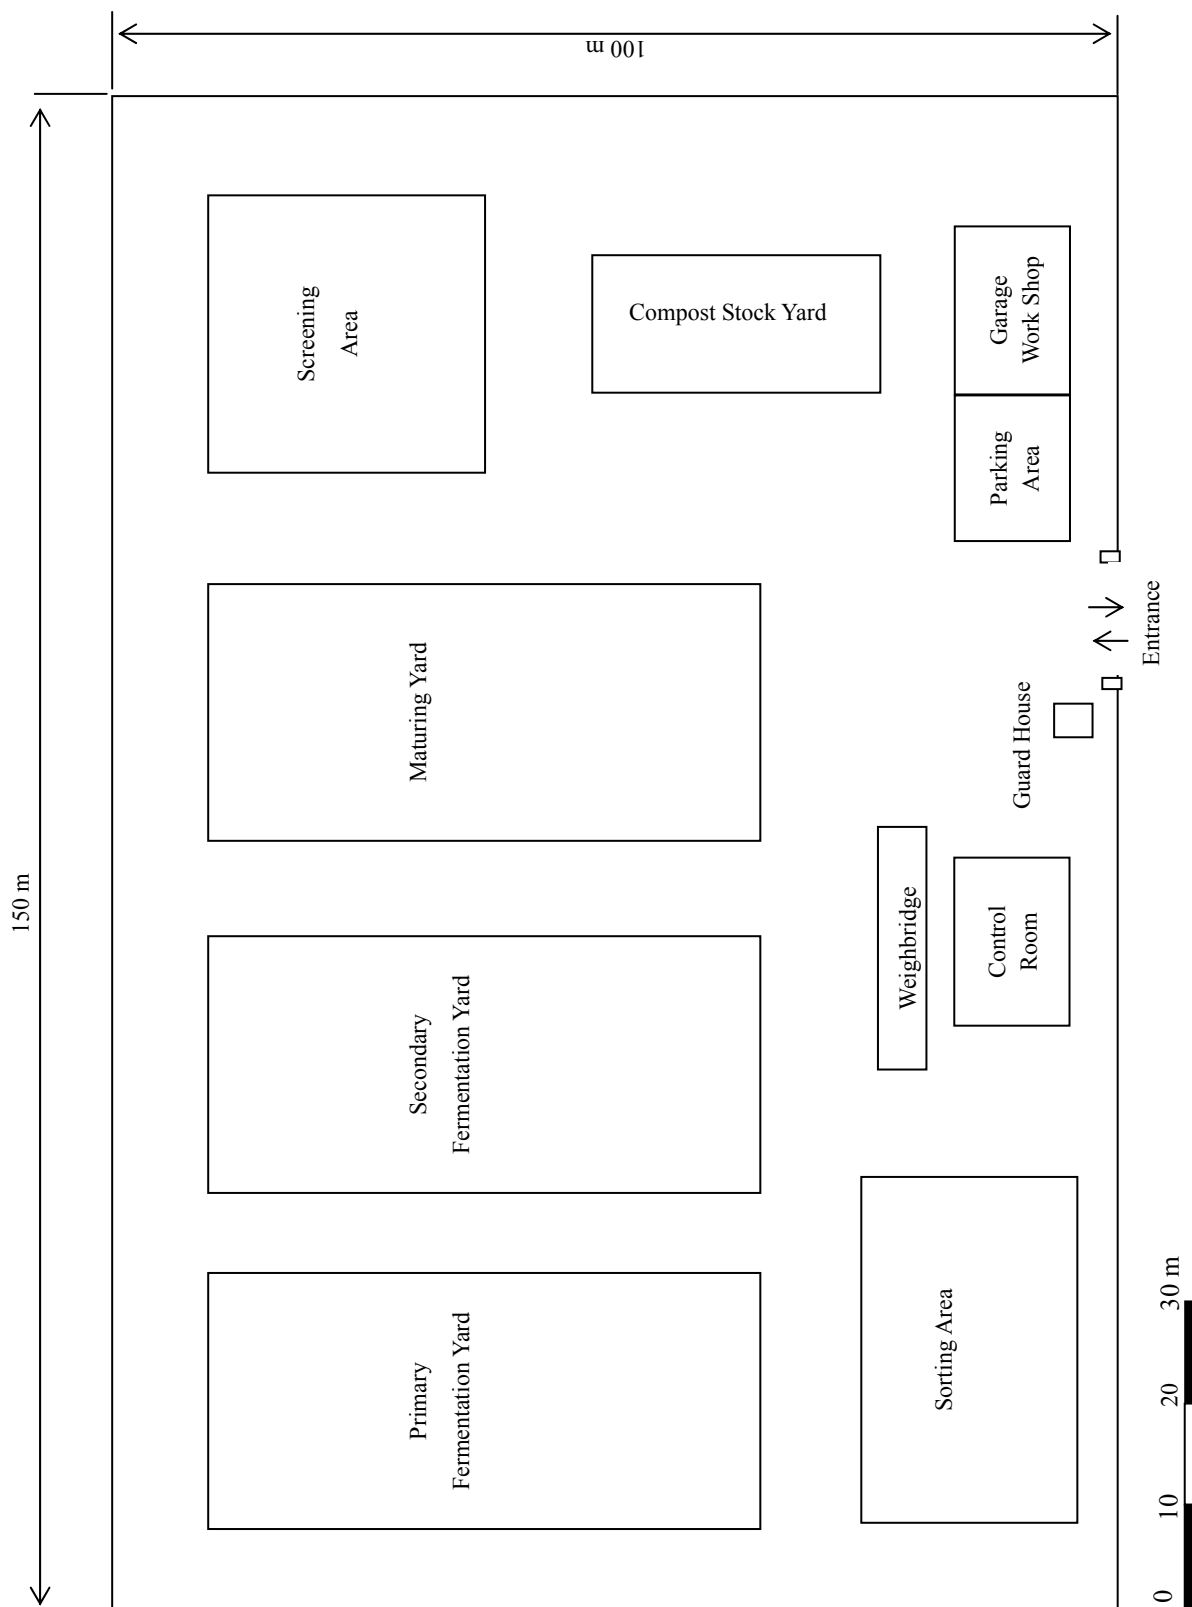 100 m
150 m
Screening
Area
Compost Stock Yard
Garage
Work Shop
Parking
Area
Entrance
Maturing Yard
Guard House
Weighbridge
Control
Room
Secondary
Fermentation Yard
Primary
Fermentation Yard
Sorting Area
0
10
20
30 m